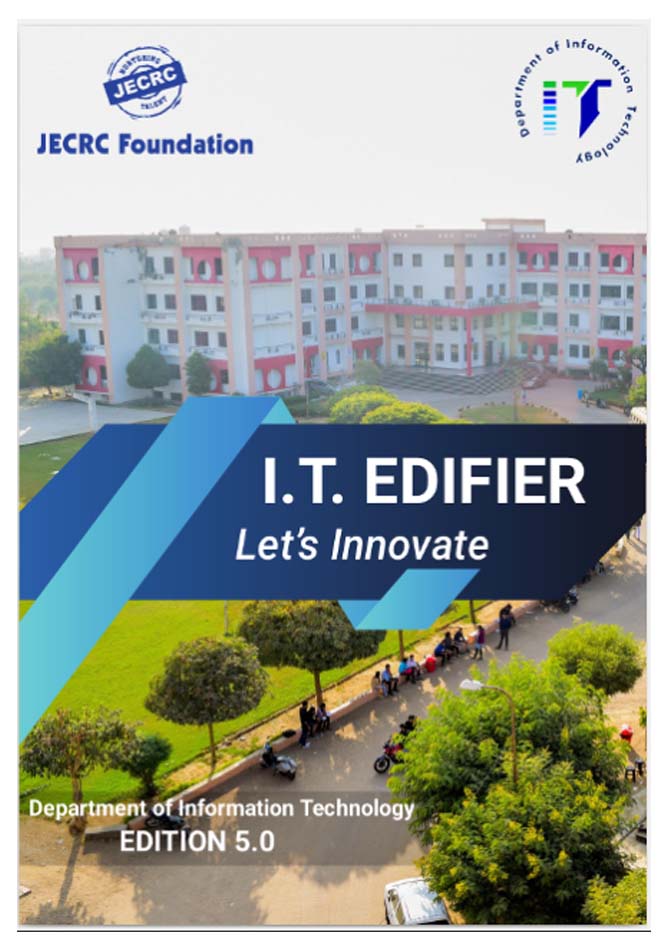 NURTURING
JECRC
TALENT
JECRC Foundation
Department of Information Technology
IT
I.T. EDIFIER
Let's Innovate
Department of Information Technology
EDITION 5.0